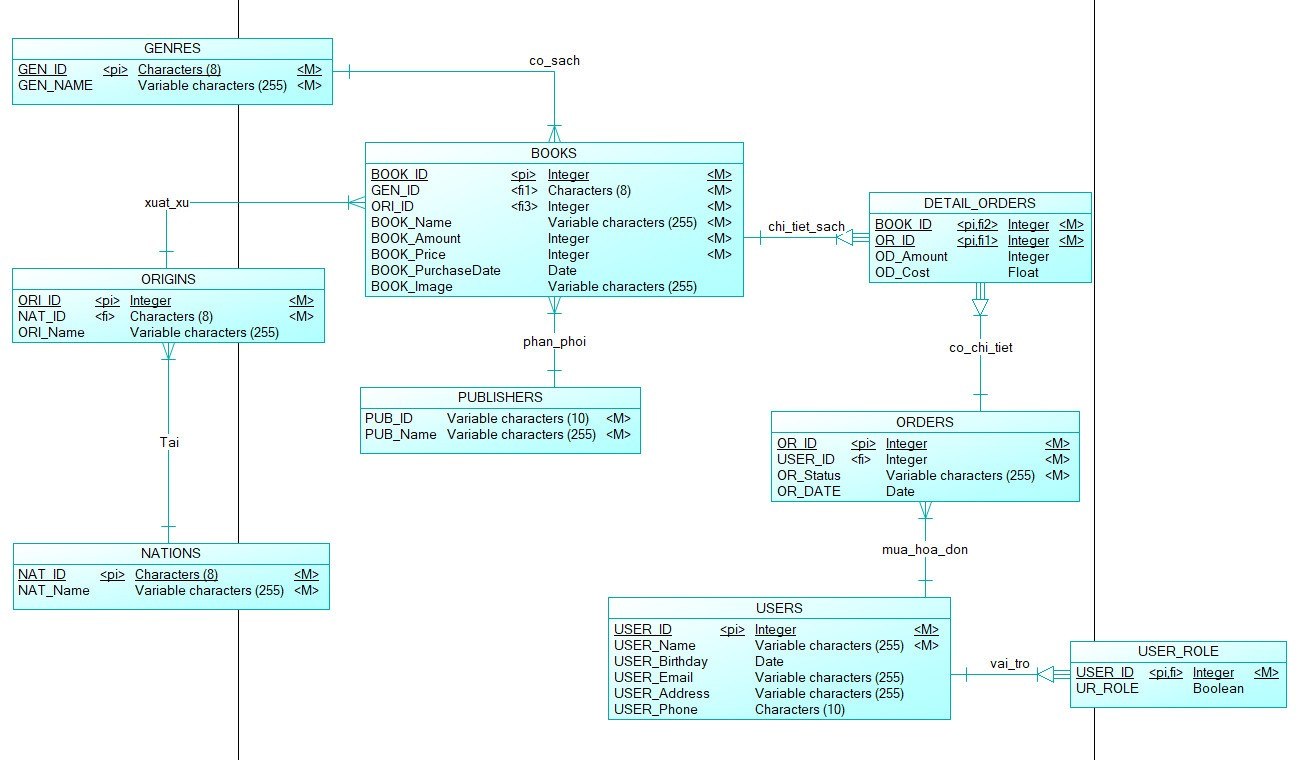 GENRES
GEN_ID <pi> Characters (8) <M>
GEN_NAME Variable characters (255) <M>
co_sach
BOOKS
BOOK_ID <pi> Integer <M>
GEN_ID <fi1> Characters (8) <M>
ORI_ID <fi3> Integer <M>
BOOK_Name Variable characters (255) <M>
BOOK_Amount Integer <M>
BOOK_Price Integer <M>
BOOK_PurchaseDate Date
BOOK_Image Variable characters (255)
xuat_xu
chi_tiet_sach
DETAIL_ORDERS
BOOK_ID <pi,fi2> Integer <M>
OR_ID <pi,fi1> Integer <M>
OD_Amount Integer
OD_Cost Float
ORIGINS
ORI_ID <pi> Integer <M>
NAT_ID <fi> Characters (8) <M>
ORI_Name Variable characters (255)
phan_phoi
co_chi_tiet
PUBLISHERS
PUB_ID Variable characters (10) <M>
PUB_Name Variable characters (255) <M>
Tai
ORDERS
OR_ID <pi> Integer <M>
USER_ID <fi> Integer <M>
OR_Status Variable characters (255) <M>
OR_DATE Date
mua_hoa_don
NATIONS
NAT_ID <pi> Characters (8) <M>
NAT_Name Variable characters (255) <M>
USERS
USER_ID <pi> Integer <M>
USER_Name Variable characters (255) <M>
USER_Birthday Date
USER_Email Variable characters (255)
USER_Address Variable characters (255)
USER_Phone Characters (10)
vai_tro
USER_ROLE
USER_ID <pi,fi> Integer <M>
UR_ROLE Boolean